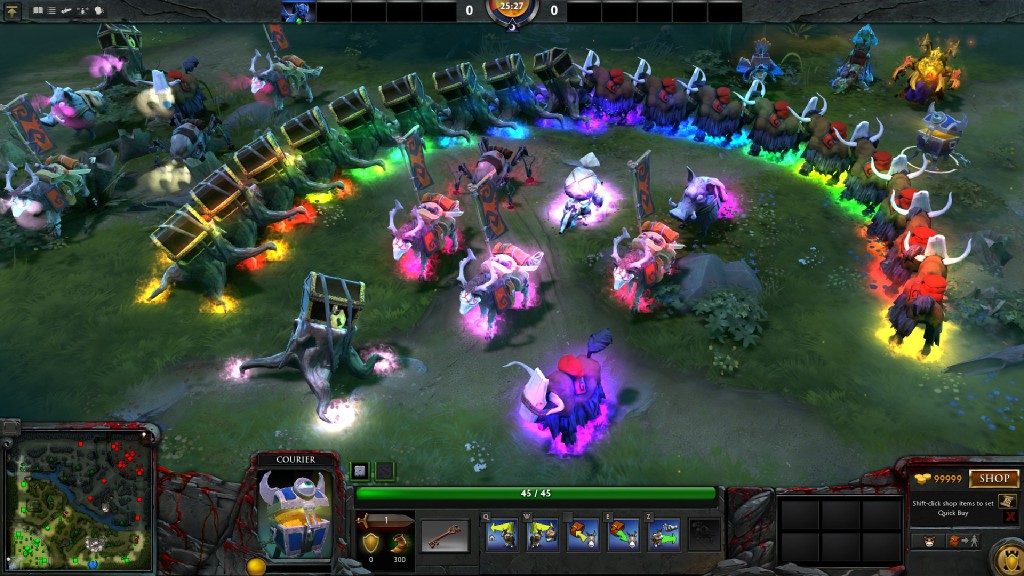 0 25:27 0
COURIER
45 / 45
1
0 300
Q W E Z
99999 SHOP
Shift-click shop items to set
Quick Buy